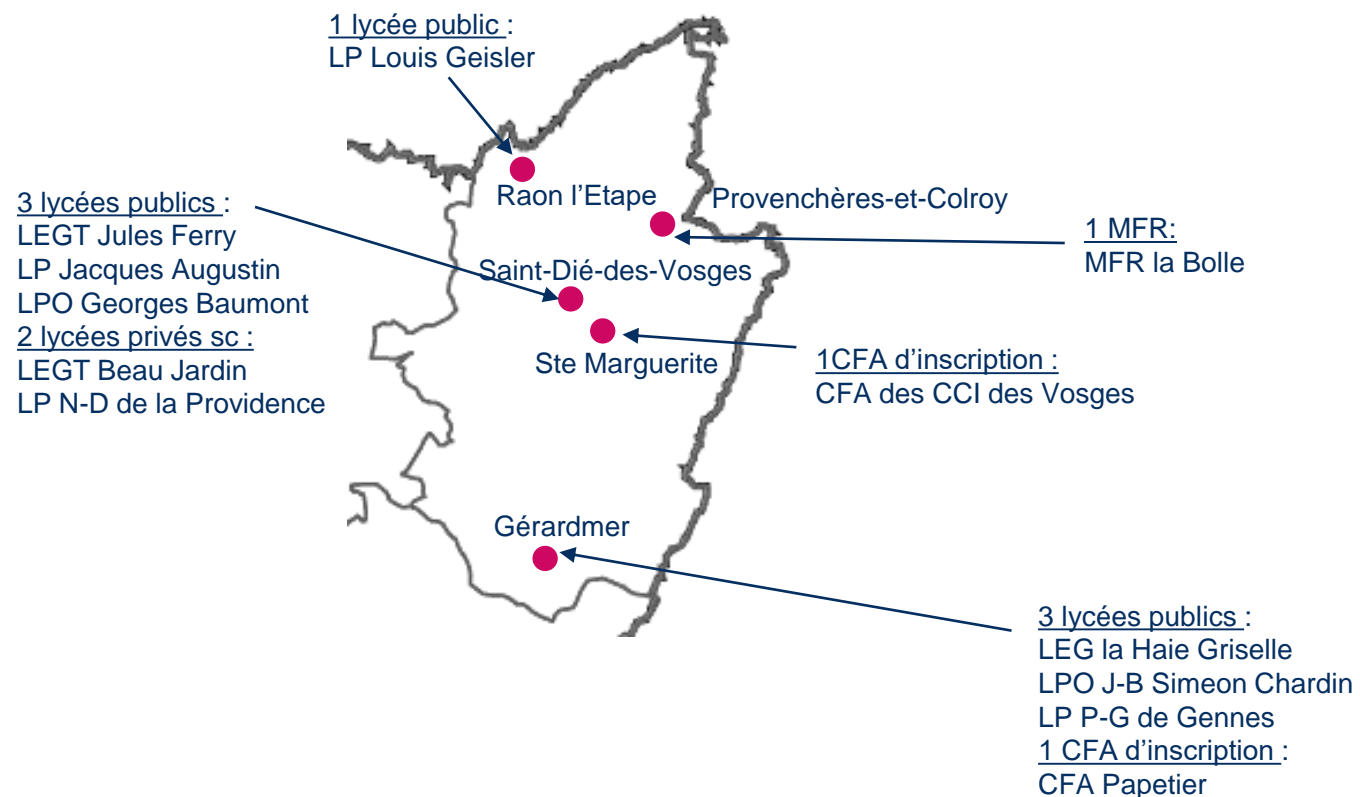 1 lycée public :
LP Louis Geisler
Raon l'Etape
Provenchères-et-Colroy
3 lycées publics :
LEGT Jules Ferry
LP Jacques Augustin
LPO Georges Baumont
2 lycées privés sc :
LEGT Beau Jardin
LP N-D de la Providence
1 MFR:
MFR la Bolle
Saint-Dié-des-Vosges
Ste Marguerite
1CFA d'inscription :
CFA des CCI des Vosges
Gérardmer
3 lycées publics :
LEG la Haie Griselle
LPO J-B Simeon Chardin
LP P-G de Gennes
1 CFA d'inscription :
CFA Papetier